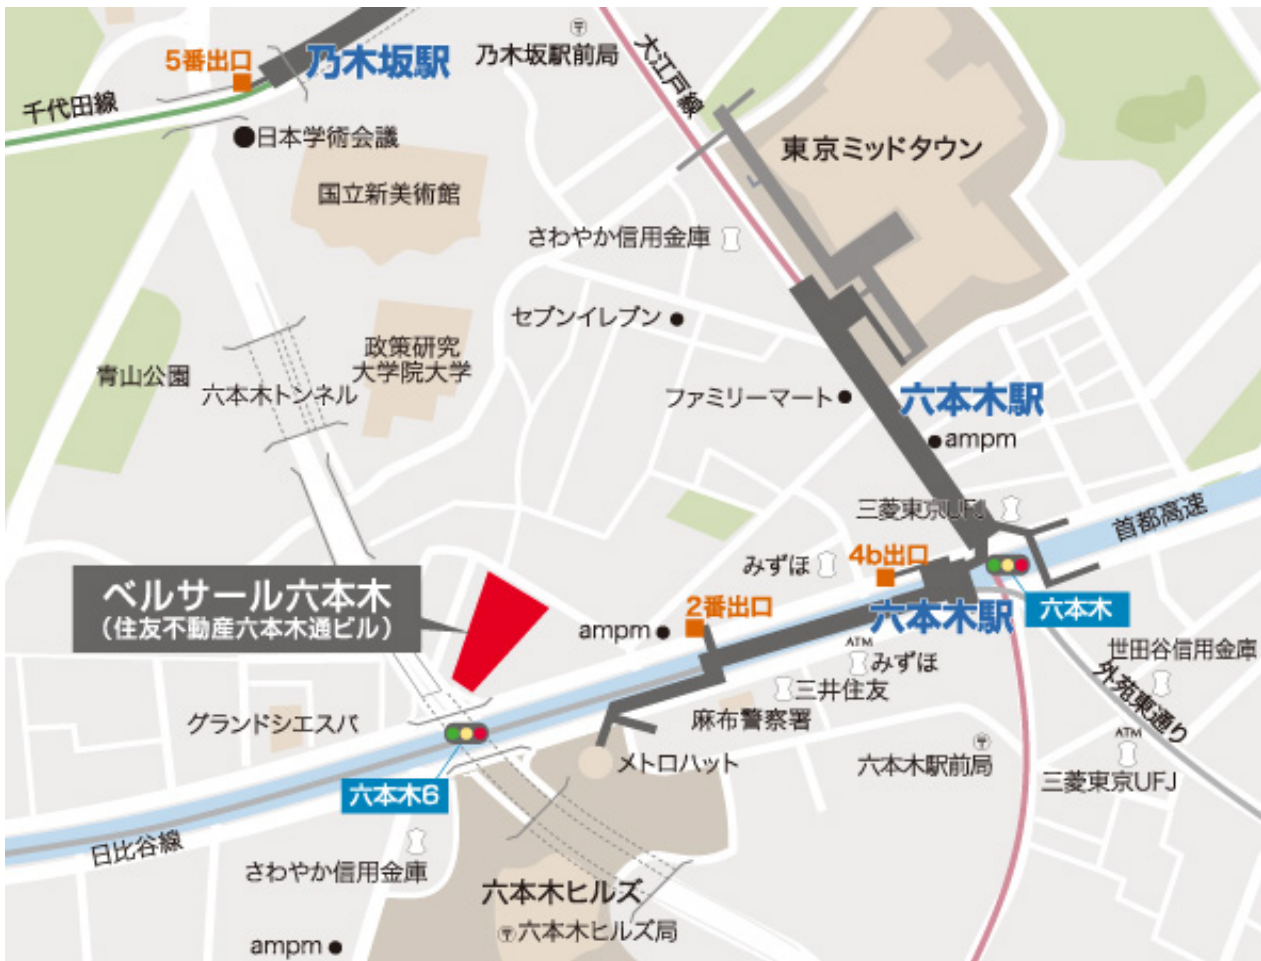 5番出口
乃木坂駅
乃木坂駅前局
大江戸線
千代田線
日本学術会議
国立新美術館
東京ミッドタウン
さわやか信用金庫
セブンイレブン
政策研究
大学院大学
青山公園
六本木トンネル
ファミリーマート
六本木駅
ampm
三菱東京UFJ
首都高速
みずほ
4b出口
ベルサール六本木
(住友不動産六本木通ビル)
2番出口
六本木駅
六本木
ampm
ATM
みずほ
世田谷信用金庫
三井住友
外苑東通り
グランドシエスパ
麻布警察署
ATM
メトロハット
六本木駅前局
三菱東京UFJ
六本木6
日比谷線
さわやか信用金庫
六本木ヒルズ
六本木ヒルズ局
ampm